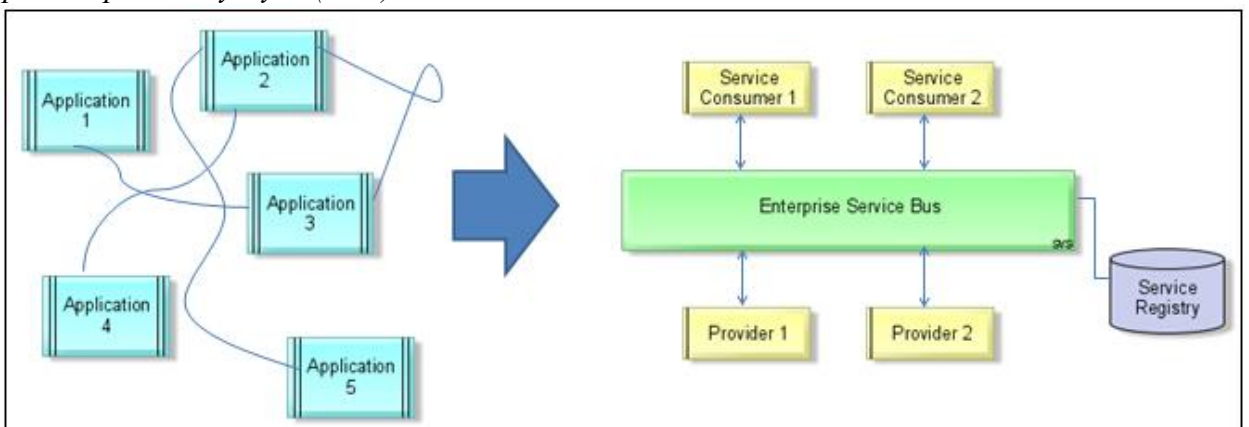 Application
1
Application
2
Application
3
Application
4
Application
5
Service
Consumer 1
Service
Consumer 2
Enterprise Service Bus
sys
Provider 1
Provider 2
Service
Registry